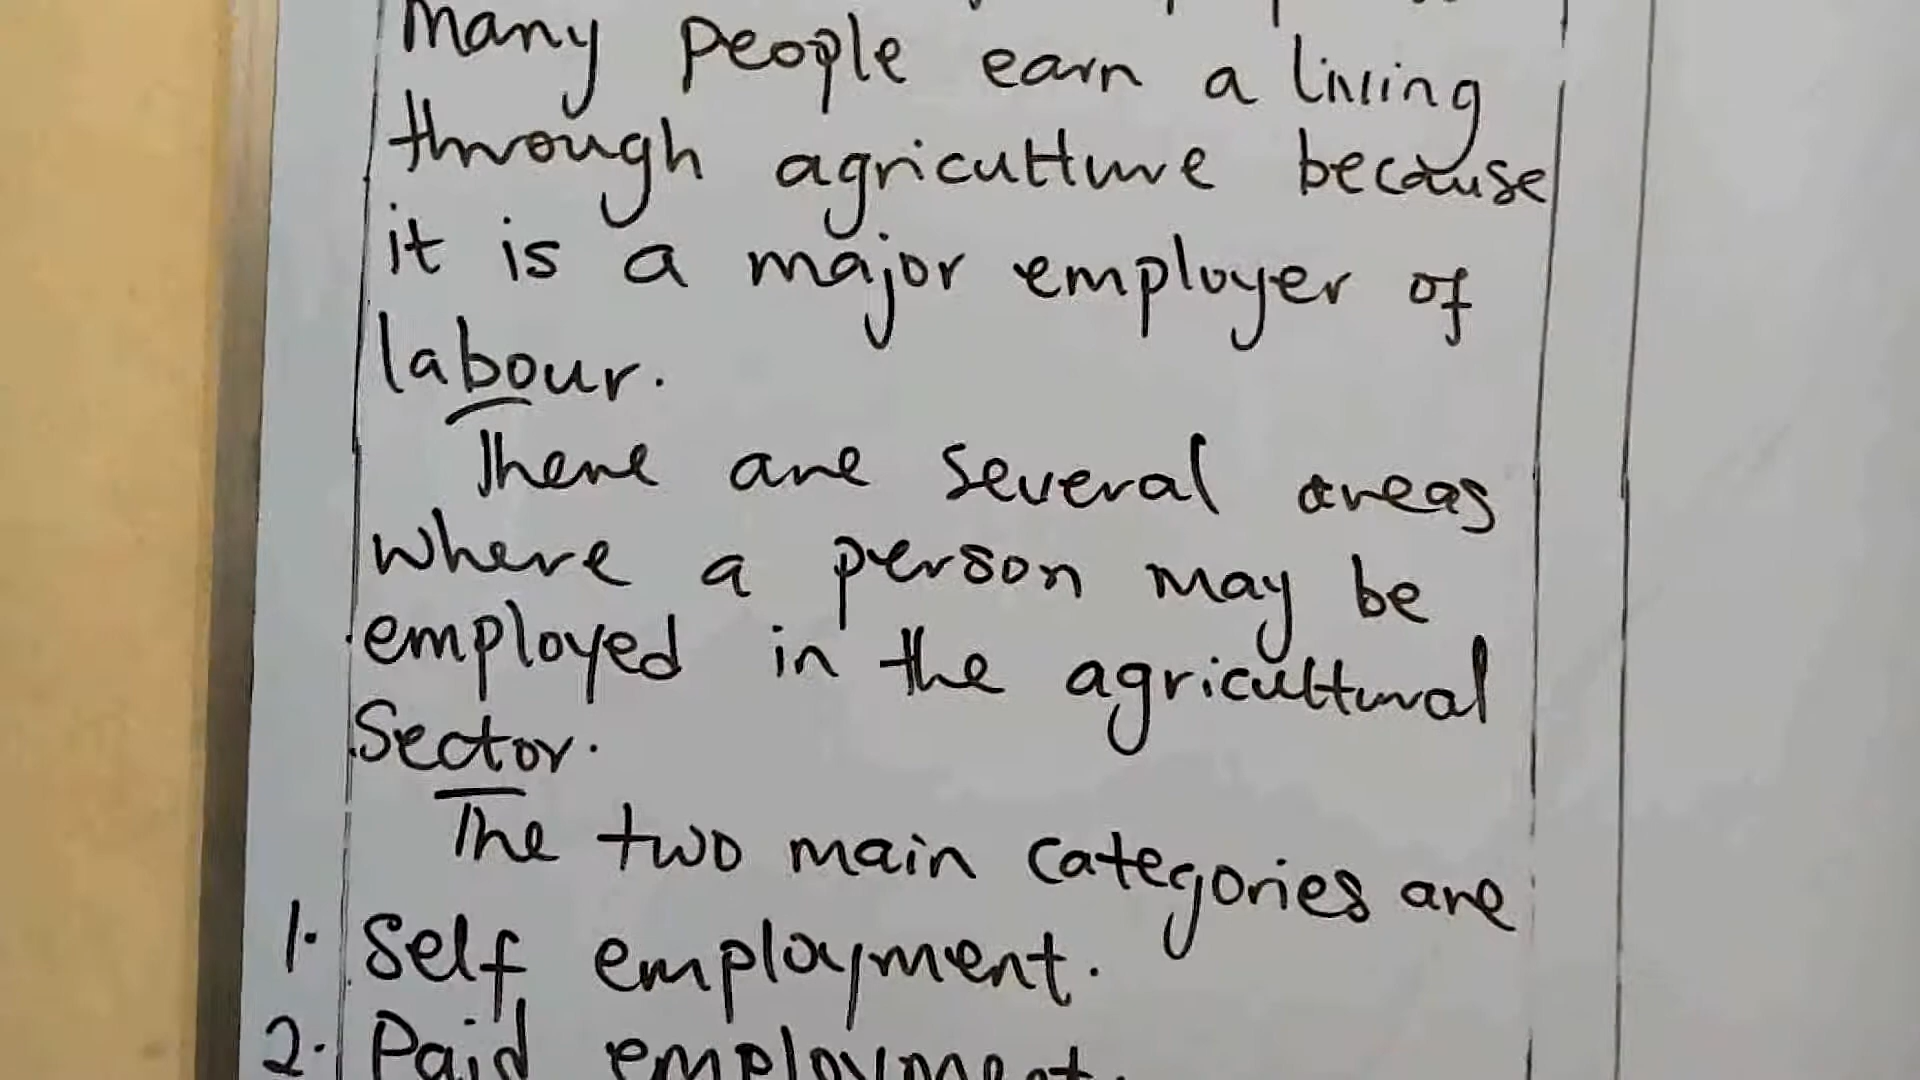 many people earn a living
through agriculture because
it is a major employer of
labour.
There are several areas
where a person may be
employed in the agricultural
Sector.
The two main categories are
1. Self employment.
2. Paid employment.